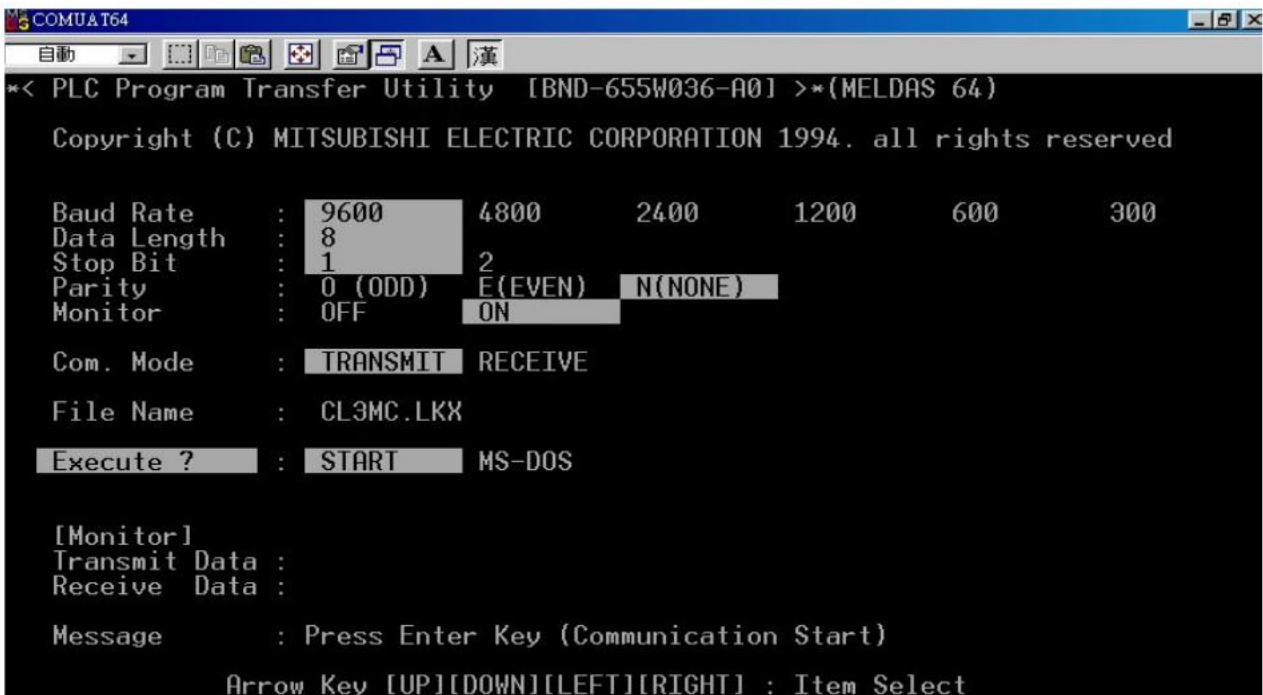 COMUAT64
自動 A 漢
*< PLC Program Transfer Utility [BND-655W036-A0] >*(MELDAS 64)
Copyright (C) MITSUBISHI ELECTRIC CORPORATION 1994. all rights reserved
Baud Rate : 9600 4800 2400 1200 600 300
Data Length : 8
Stop Bit : 1 2
Parity : O (ODD) E(EVEN) N(NONE)
Monitor : OFF ON
Com. Mode : TRANSMIT RECEIVE
File Name : CL3MC.LKX
Execute ? : START MS-DOS
[Monitor]
Transmit Data :
Receive Data :
Message : Press Enter Key (Communication Start)
Arrow Key [UP][DOWN][LEFT][RIGHT] : Item Select